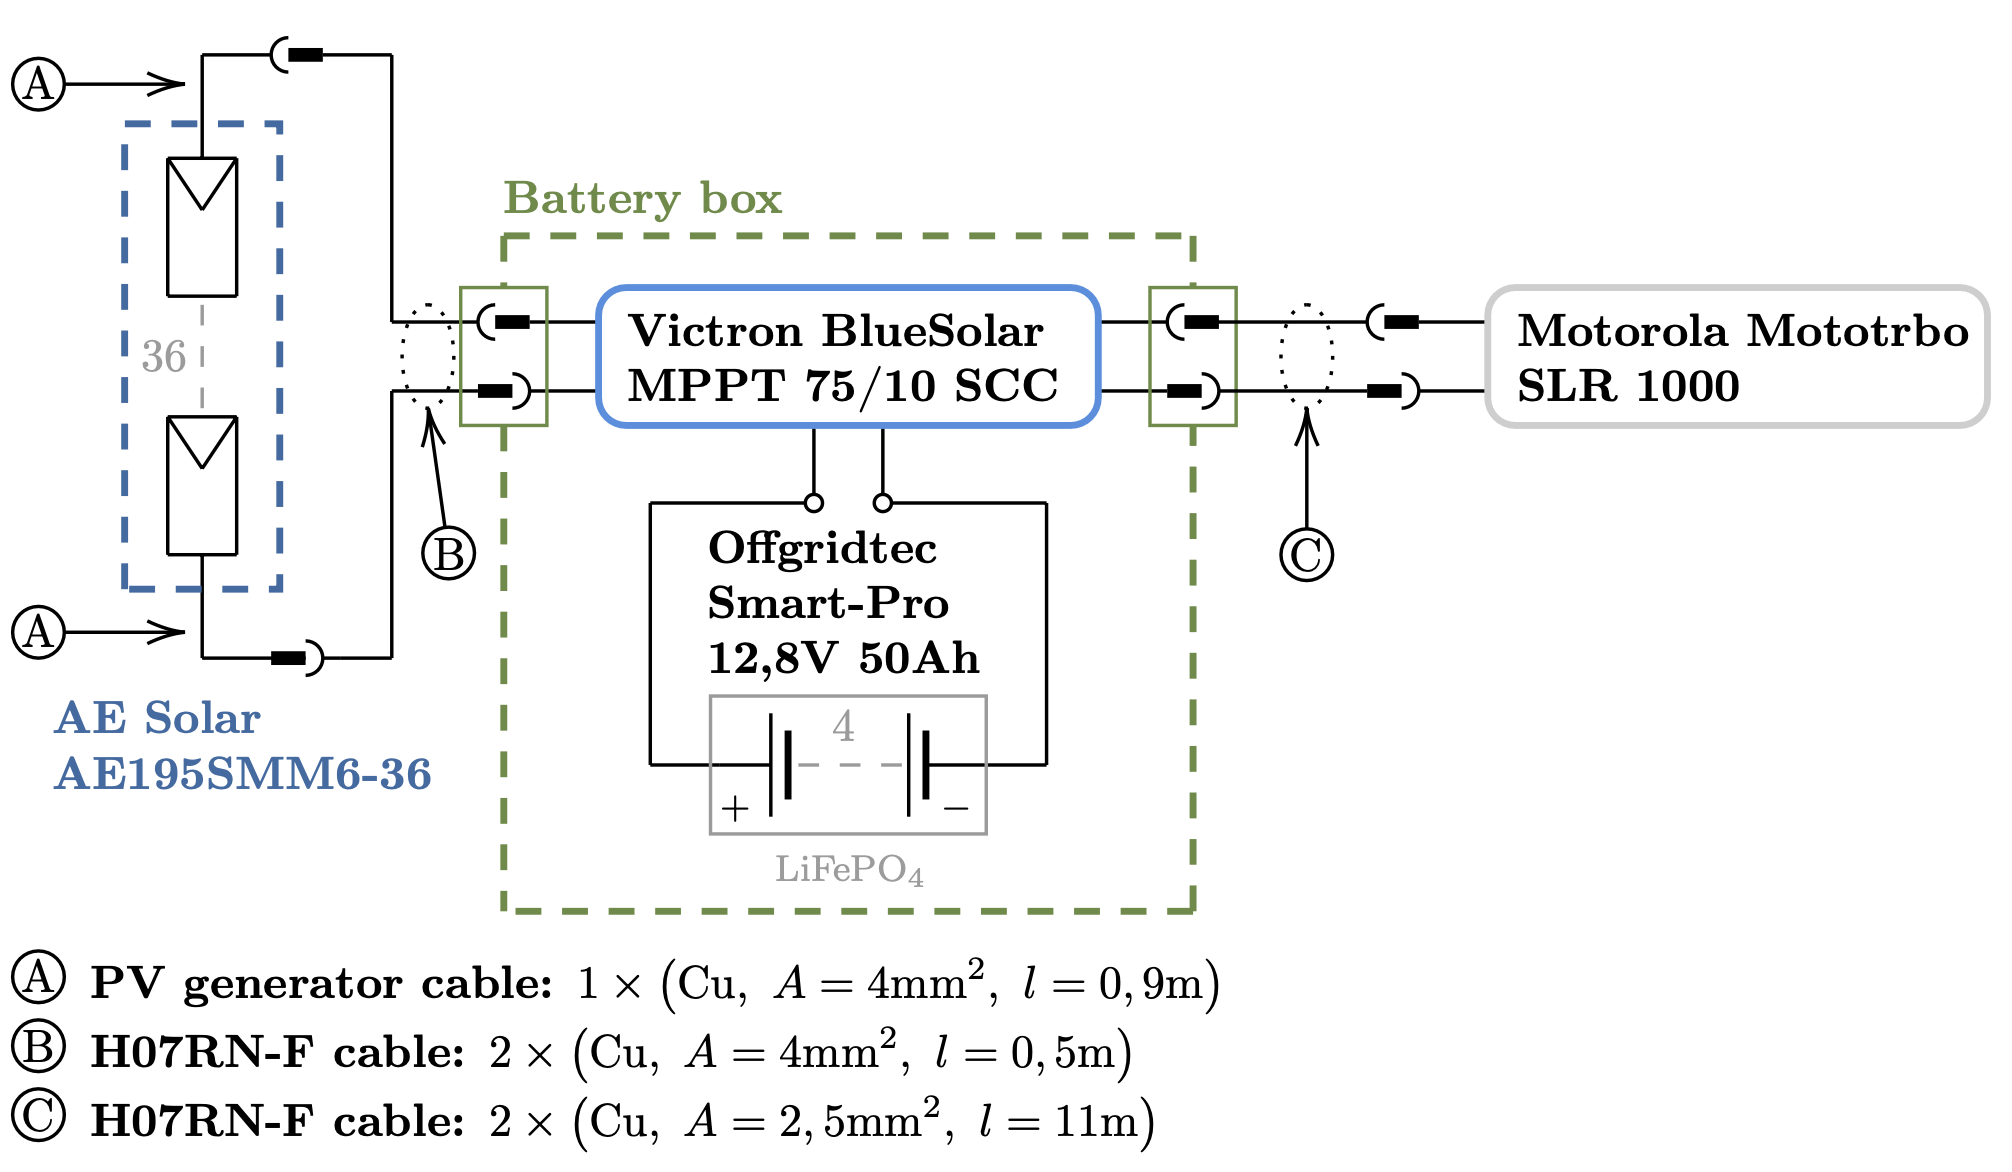 A
Battery box
Victron BlueSolar
MPPT 75/10 SCC
Motorola Mototrbo
SLR 1000
36
B
C
Offgridtec
Smart-Pro
12,8V 50Ah
A
4
+ −
LiFePO₄
AE Solar
AE195SMM6-36
A PV generator cable: 1 × (Cu, A = 4mm², l = 0,9m)
B H07RN-F cable: 2 × (Cu, A = 4mm², l = 0,5m)
C H07RN-F cable: 2 × (Cu, A = 2,5mm², l = 11m)